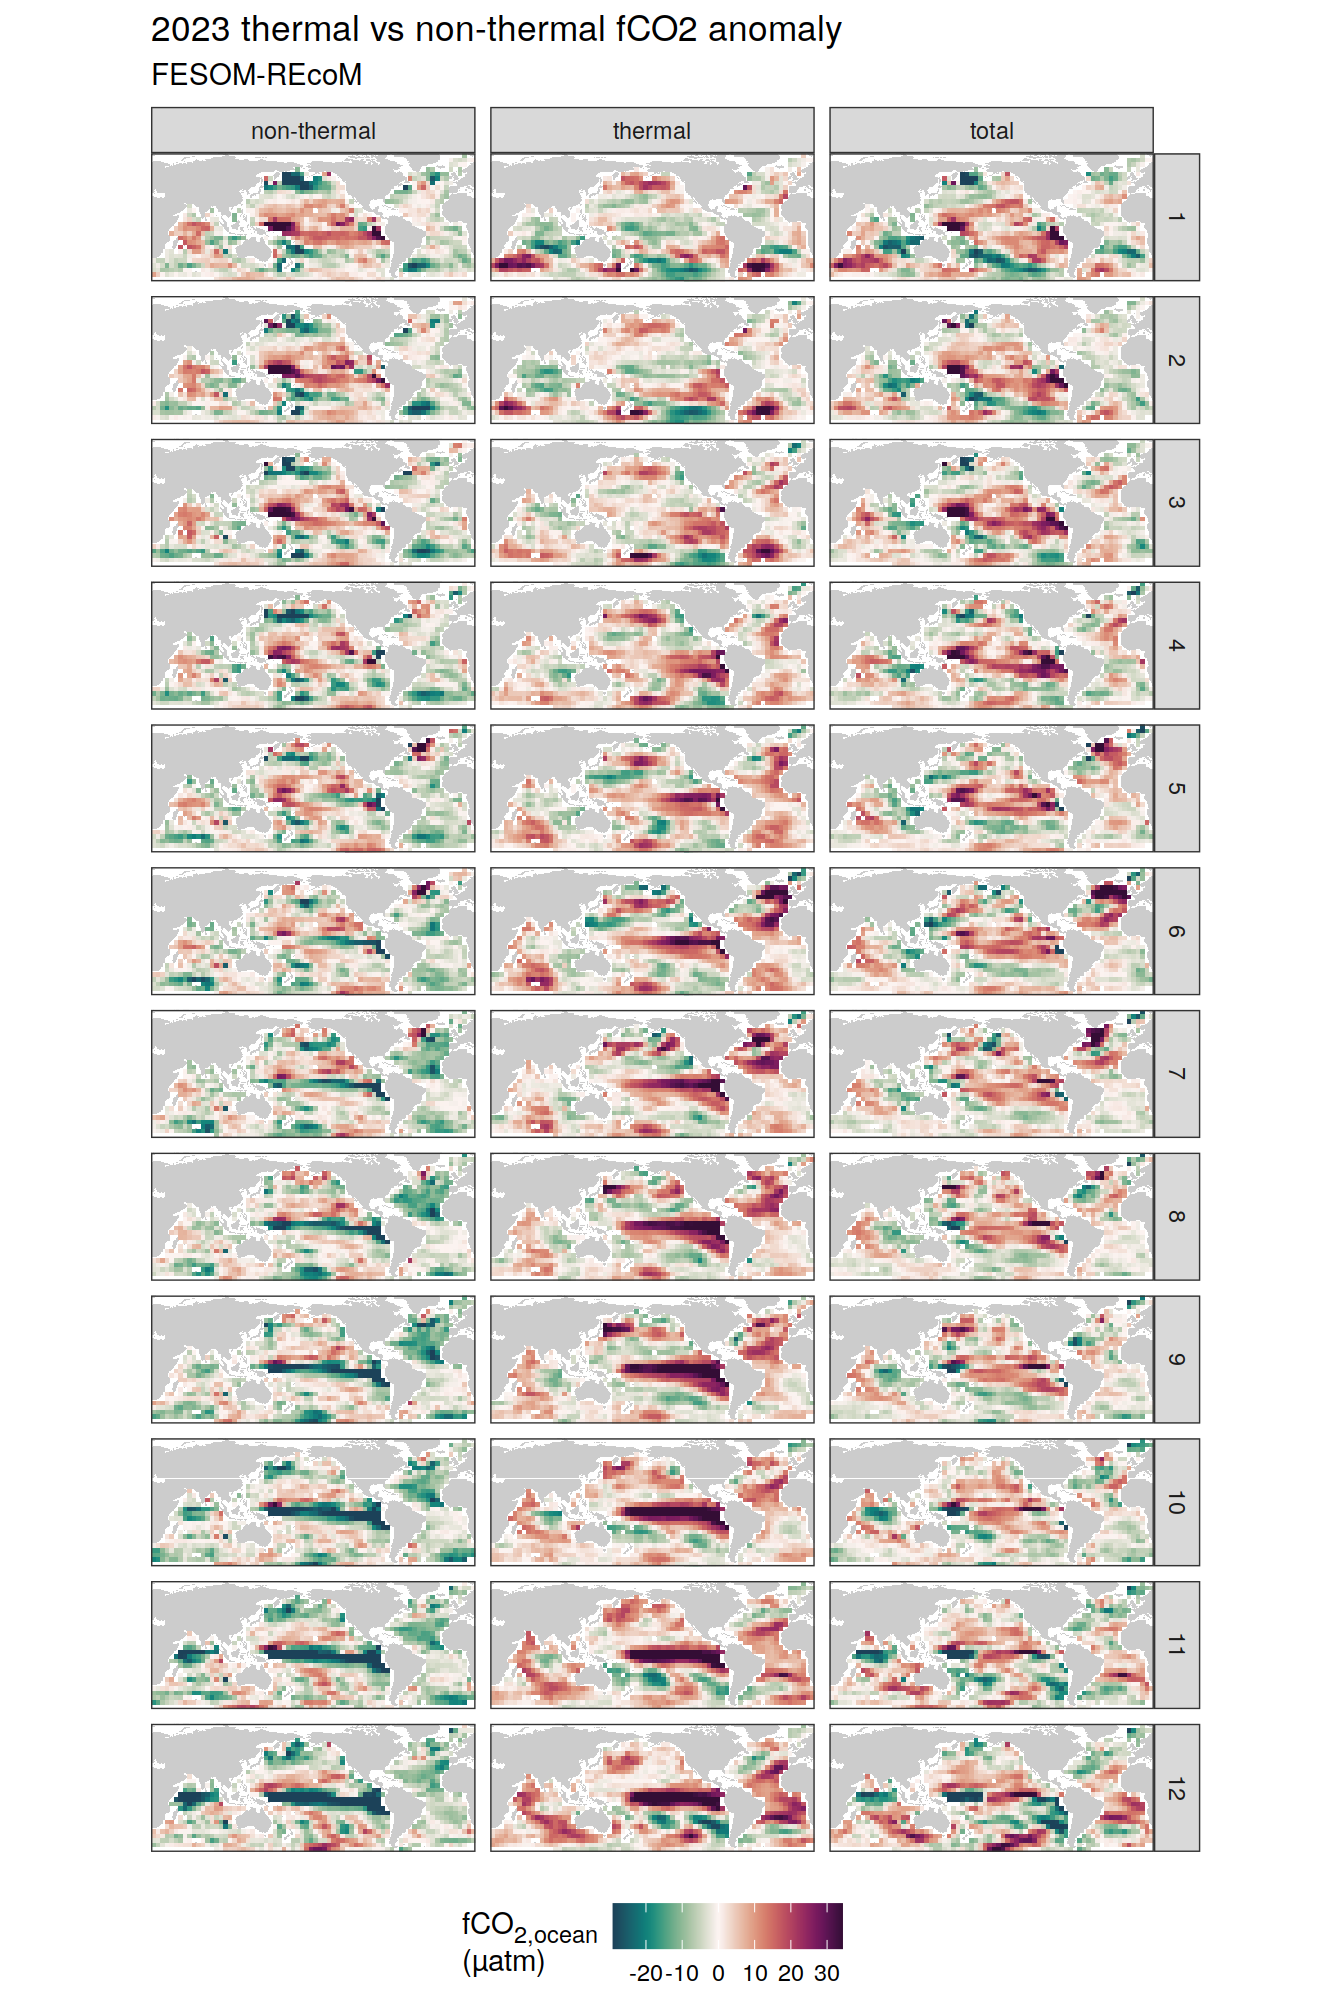 2023 thermal vs non-thermal fCO2 anomaly
FESOM-REcoM
non-thermal thermal total
1
2
3
4
5
6
7
8
9
10
11
12
fCO2,ocean
(µatm)
-20 -10 0 10 20 30